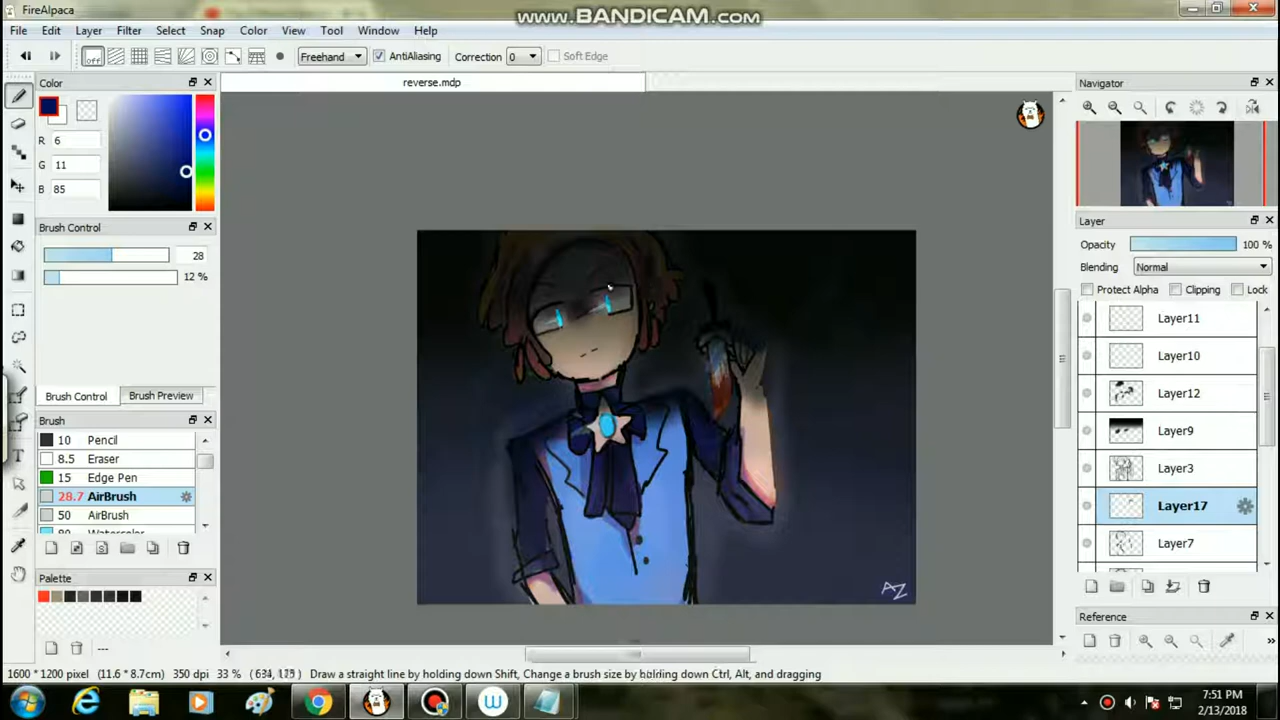 FireAlpaca
www.BANDICAM.com
File Edit Layer Filter Select Snap Color View Tool Window Help
off Freehand AntiAliasing Correction 0 Soft Edge
Color
reverse.mdp
Navigator
R 6
G 11
B 85
Brush Control
28
12 %
Brush Control Brush Preview
Brush
10 Pencil
8.5 Eraser
15 Edge Pen
28.7 AirBrush
50 AirBrush
Palette
---
AZ
Layer
Opacity 100 %
Blending Normal
Protect Alpha Clipping Lock
Layer11
Layer10
Layer12
Layer9
Layer3
Layer17
Layer7
Reference
1600 * 1200 pixel (11.6 * 8.7cm) 350 dpi 33 % Draw a straight line by holding down Shift, Change a brush size by holding down Ctrl, Alt, and dragging
7:51 PM
2/13/2018